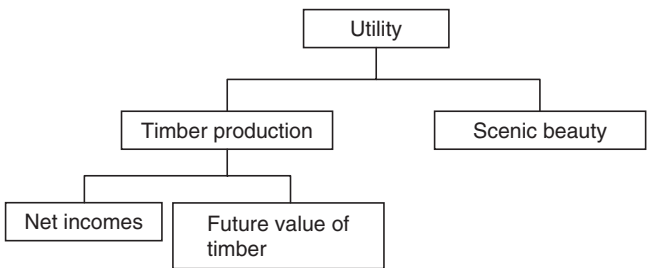 Utility
Timber production
Scenic beauty
Net incomes
Future value of
timber